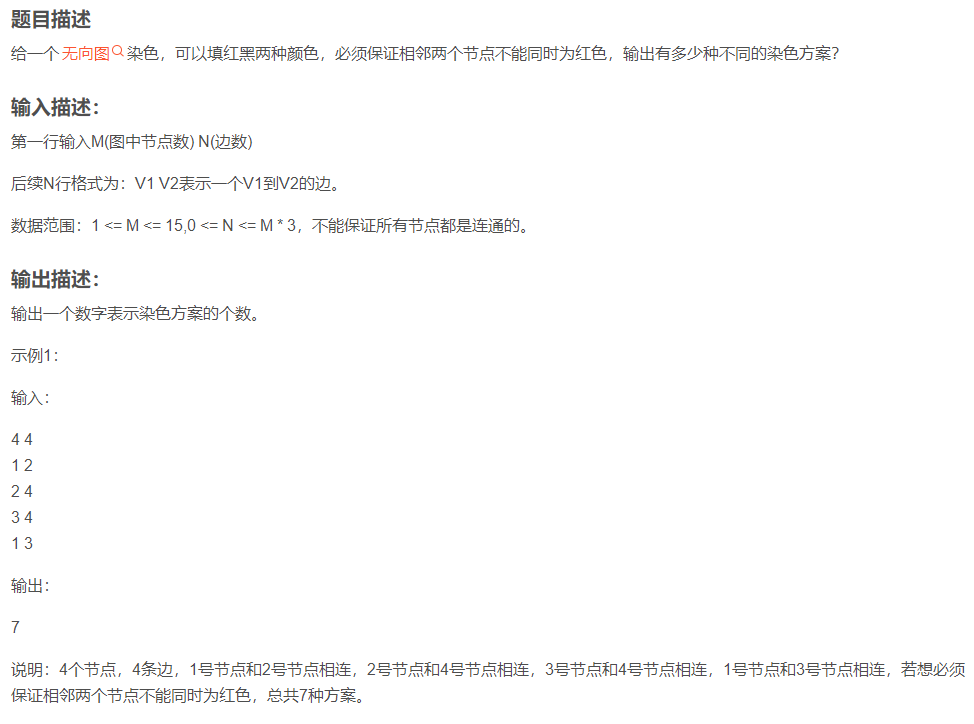 题目描述
给一个无向图染色，可以填红黑两种颜色，必须保证相邻两个节点不能同时为红色，输出有多少种不同的染色方案？
输入描述：
第一行输入M(图中节点数) N(边数)
后续N行格式为：V1 V2表示一个V1到V2的边。
数据范围：1 <= M <= 15,0 <= N <= M * 3，不能保证所有节点都是连通的。
输出描述：
输出一个数字表示染色方案的个数。
示例1：
输入：
4 4
1 2
2 4
3 4
1 3
输出：
7
说明：4个节点，4条边，1号节点和2号节点相连，2号节点和4号节点相连，3号节点和4号节点相连，1号节点和3号节点相连，若想必须
保证相邻两个节点不能同时为红色，总共7种方案。